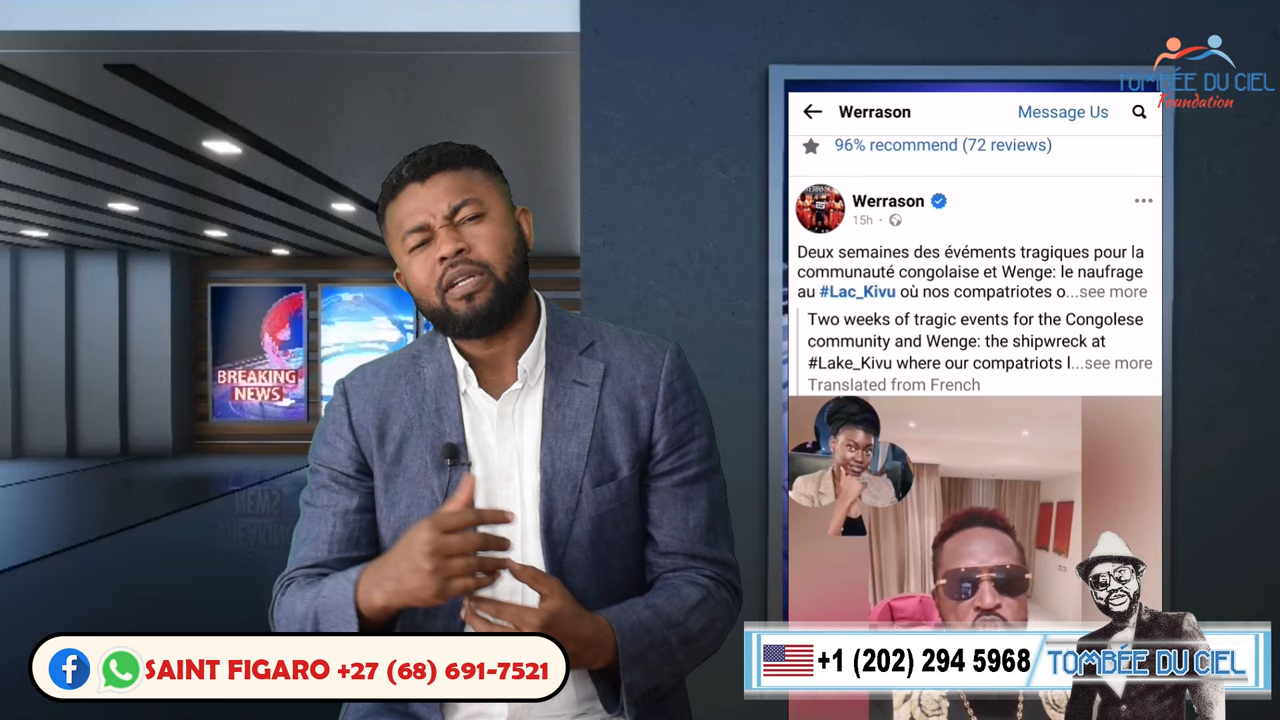 TOMBÉE DU CIEL
Foundation
Werrason
Message Us
96% recommend (72 reviews)
Werrason
15h
Deux semaines des événents tragiques pour la
communauté congolaise et Wenge: le naufrage
au #Lac_Kivu où nos compatriotes o...see more
Two weeks of tragic events for the Congolese
community and Wenge: the shipwreck at
#Lake_Kivu where our compatriots l...see more
Translated from French
BREAKING
NEWS
SAINT FIGARO +27 (68) 691-7521
+1 (202) 294 5968
TOMBÉE DU CIEL